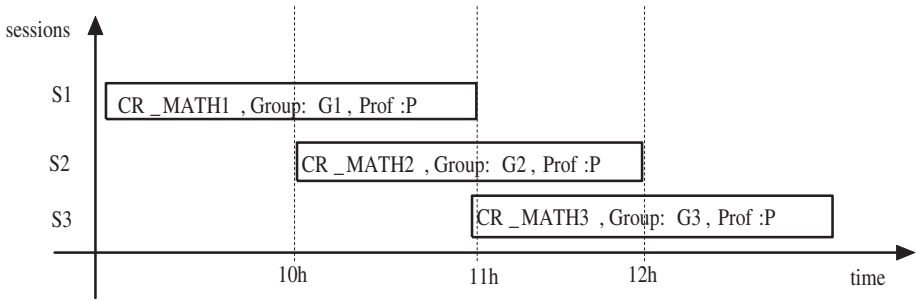 sessions
S1
CR _MATH1 , Group: G1 , Prof :P
S2
CR _MATH2 , Group: G2 , Prof :P
S3
CR _MATH3 , Group: G3 , Prof :P
10h
11h
12h
time